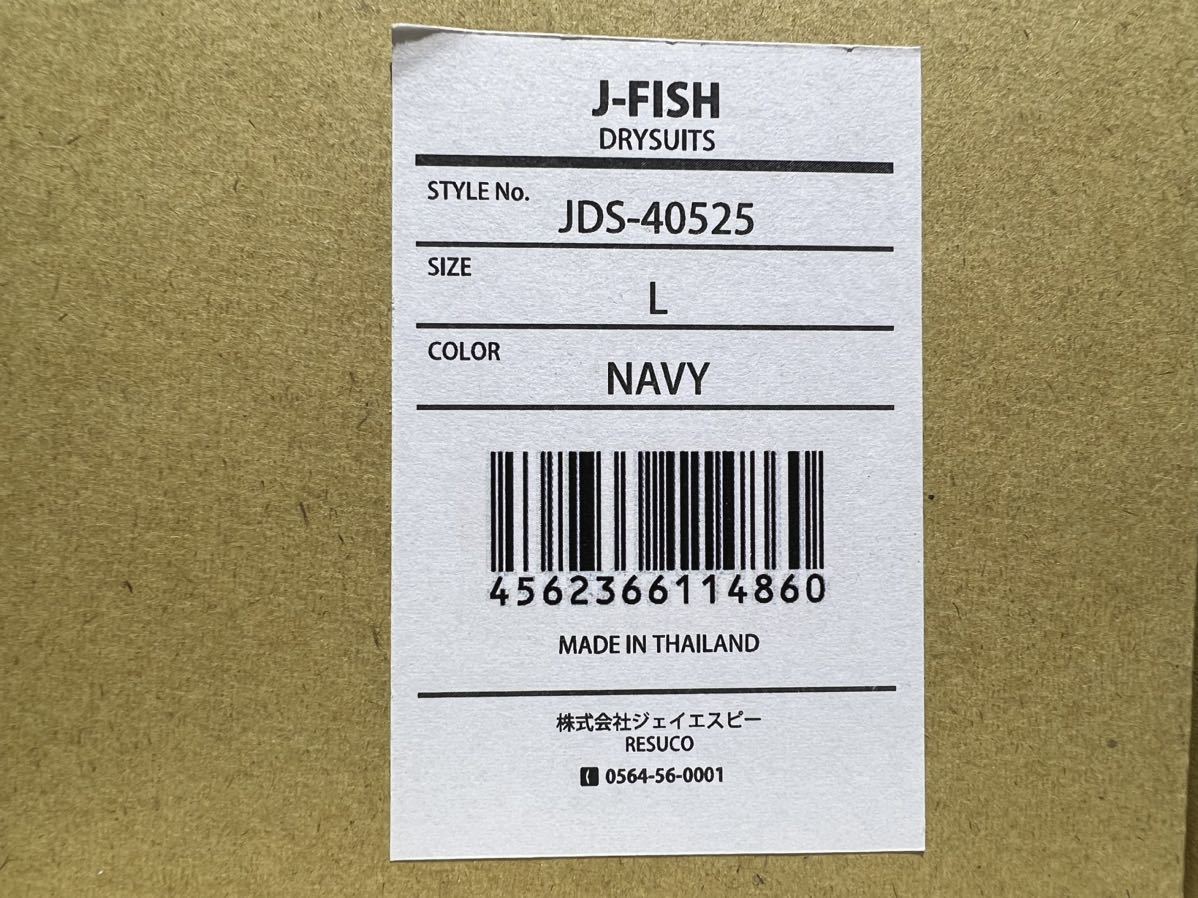 J-FISH
DRYSUITS
STYLE No.
JDS-40525
SIZE
L
COLOR
NAVY
4562366114860
MADE IN THAILAND
株式会社ジェイエスピー
RESUCO
0564-56-0001